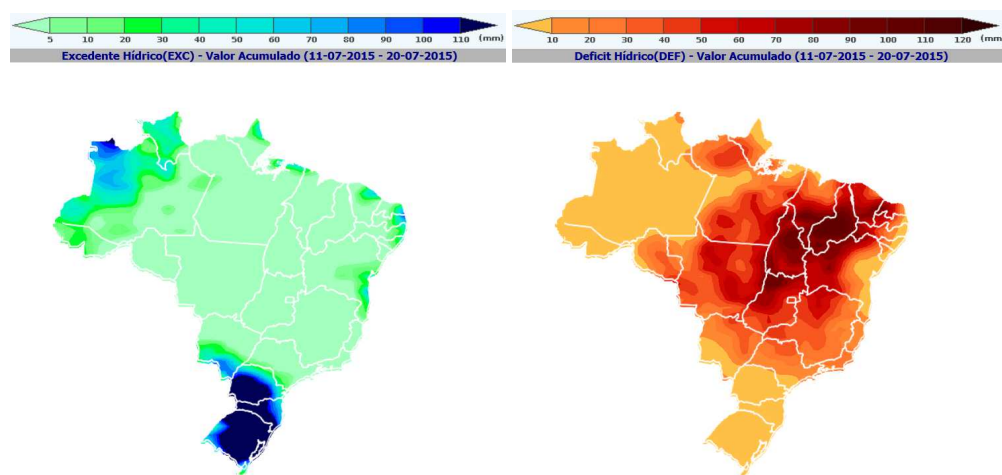 5 10 20 30 40 50 60 70 80 90 100 110 (mm)
Excedente Hídrico(EXC) - Valor Acumulado (11-07-2015 - 20-07-2015)
10 20 30 40 50 60 70 80 90 100 110 120 (mm)
Deficit Hídrico(DEF) - Valor Acumulado (11-07-2015 - 20-07-2015)